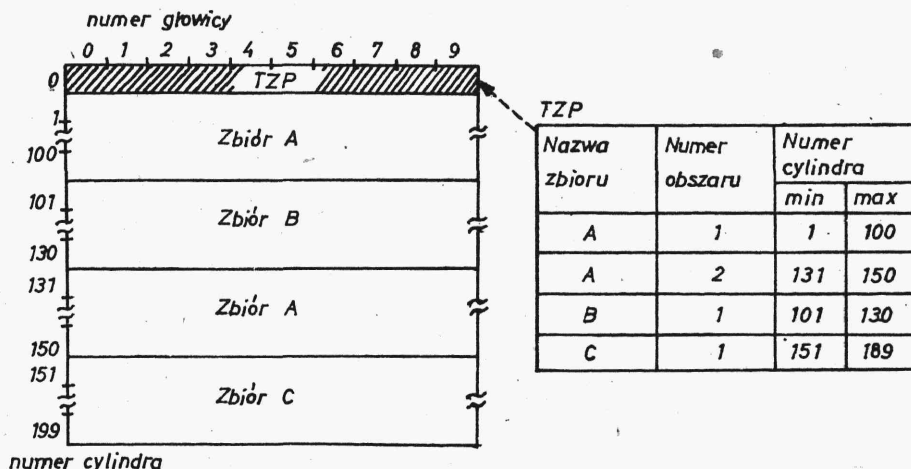 numer głowicy
0 1 2 3 4 5 6 7 8 9
0 TZP
1
Zbiór A
100
101
Zbiór B
130
131
Zbiór A
150
151
Zbiór C
199
numer cylindra
TZP
Nazwa zbioru Numer obszaru Numer cylindra
min max
A 1 1 100
A 2 131 150
B 1 101 130
C 1 151 189